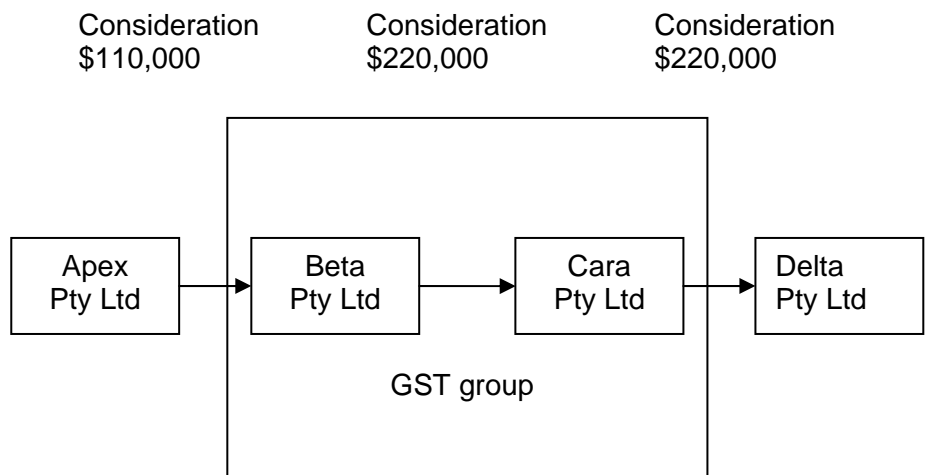 Consideration
$110,000
Consideration
$220,000
Consideration
$220,000
Apex
Pty Ltd
Beta
Pty Ltd
Cara
Pty Ltd
Delta
Pty Ltd
GST group